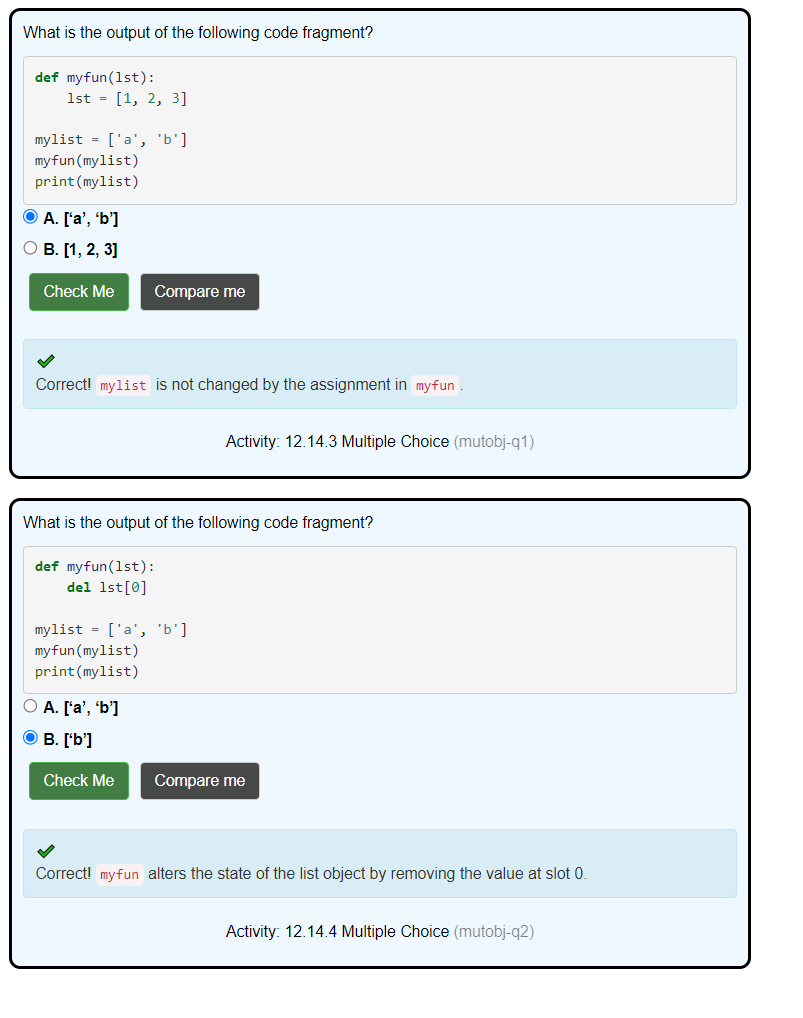 What is the output of the following code fragment?
def myfun(lst):
    lst = [1, 2, 3]
mylist = ['a', 'b']
myfun(mylist)
print(mylist)
A. [‘a’, ‘b’]
B. [1, 2, 3]
Check Me Compare me
Correct! mylist is not changed by the assignment in myfun.
Activity: 12.14.3 Multiple Choice (mutobj-q1)
What is the output of the following code fragment?
def myfun(lst):
    del lst[0]
mylist = ['a', 'b']
myfun(mylist)
print(mylist)
A. [‘a’, ‘b’]
B. [‘b’]
Check Me Compare me
Correct! myfun alters the state of the list object by removing the value at slot 0.
Activity: 12.14.4 Multiple Choice (mutobj-q2)